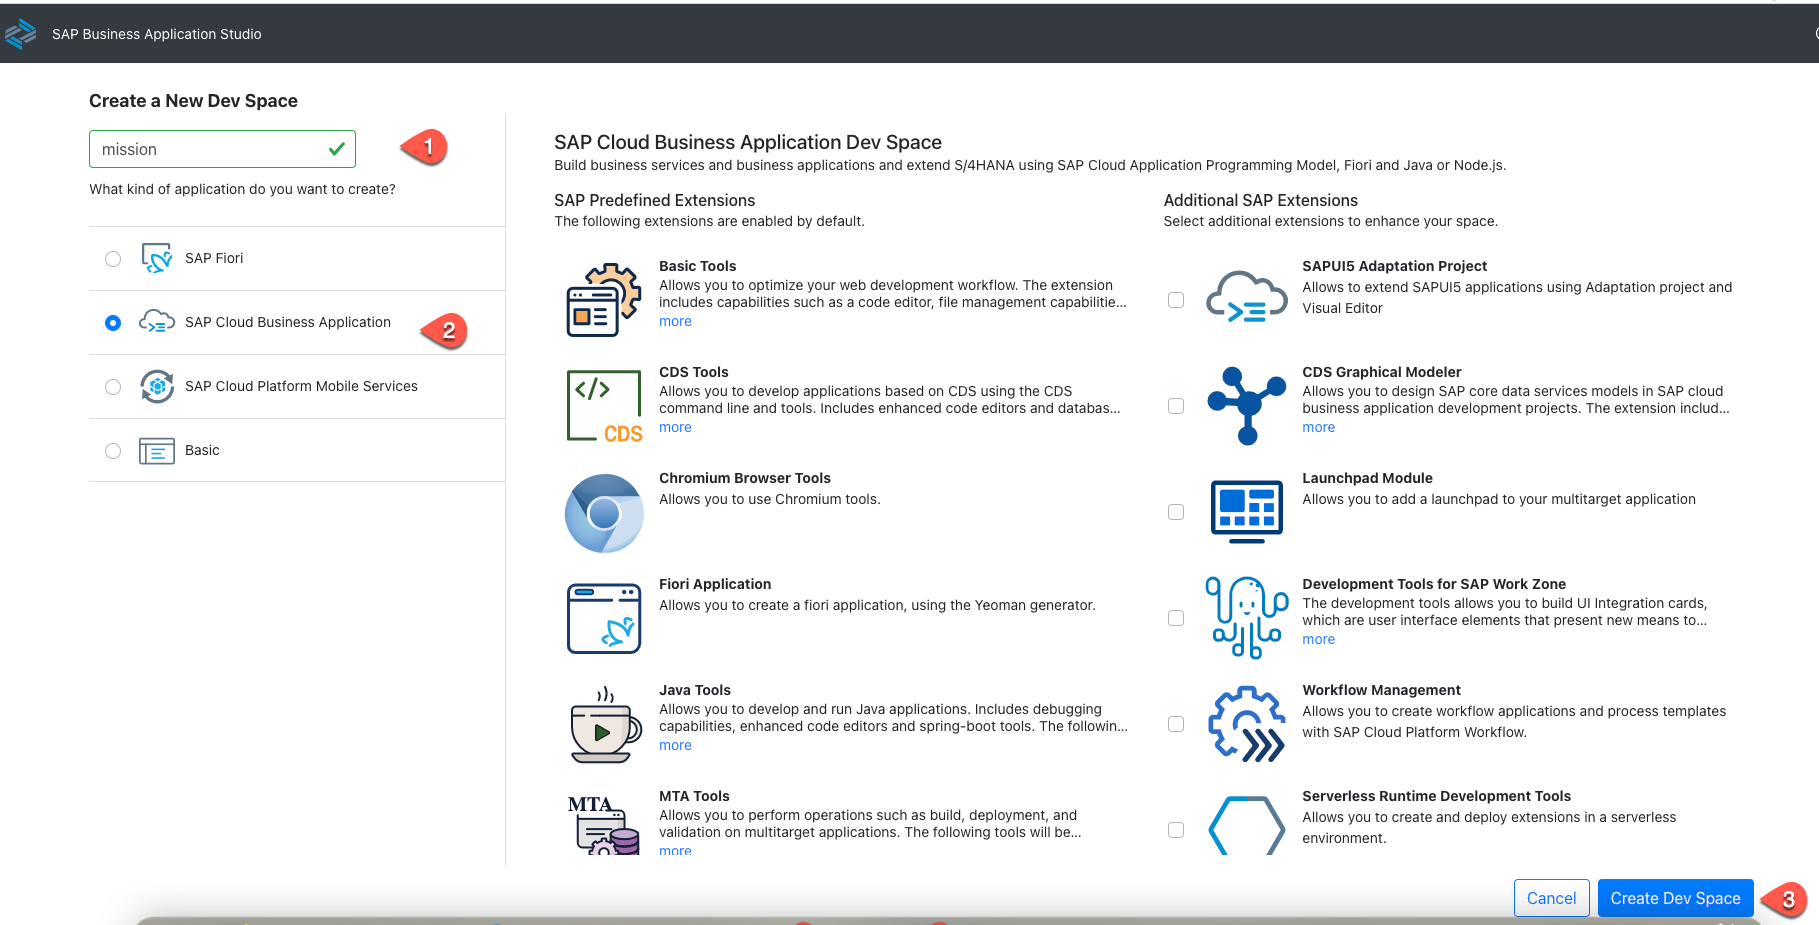 SAP Business Application Studio
Create a New Dev Space
mission
1
What kind of application do you want to create?
SAP Fiori
SAP Cloud Business Application
2
SAP Cloud Platform Mobile Services
Basic
SAP Cloud Business Application Dev Space
Build business services and business applications and extend S/4HANA using SAP Cloud Application Programming Model, Fiori and Java or Node.js.
SAP Predefined Extensions
The following extensions are enabled by default.
Basic Tools
Allows you to optimize your web development workflow. The extension
includes capabilities such as a code editor, file management capabilitie...
more
</>
CDS
CDS Tools
Allows you to develop applications based on CDS using the CDS
command line and tools. Includes enhanced code editors and databas...
more
Chromium Browser Tools
Allows you to use Chromium tools.
Fiori Application
Allows you to create a fiori application, using the Yeoman generator.
Java Tools
Allows you to develop and run Java applications. Includes debugging
capabilities, enhanced code editors and spring-boot tools. The followin...
more
MTA
MTA Tools
Allows you to perform operations such as build, deployment, and
validation on multitarget applications. The following tools will be...
more
Additional SAP Extensions
Select additional extensions to enhance your space.
SAPUI5 Adaptation Project
Allows to extend SAPUI5 applications using Adaptation project and
Visual Editor
CDS Graphical Modeler
Allows you to design SAP core data services models in SAP cloud
business application development projects. The extension includ...
more
Launchpad Module
Allows you to add a launchpad to your multitarget application
Development Tools for SAP Work Zone
The development tools allows you to build UI Integration cards,
which are user interface elements that present new means to...
more
Workflow Management
Allows you to create workflow applications and process templates
with SAP Cloud Platform Workflow.
Serverless Runtime Development Tools
Allows you to create and deploy extensions in a serverless
environment.
Cancel
Create Dev Space
3